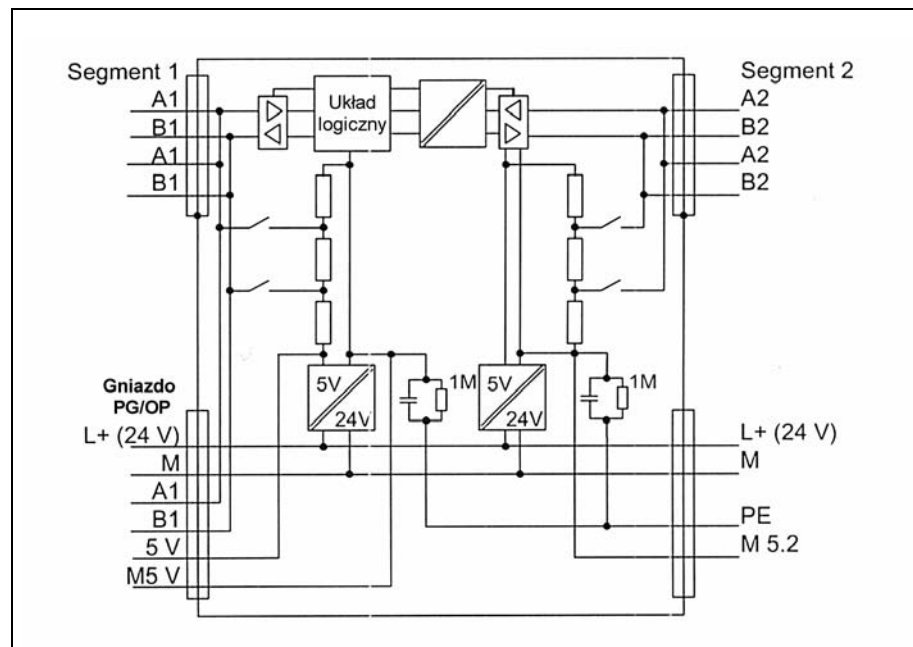 Segment 1
Segment 2
A1
Układ logiczny
A2
B1
B2
A1
A2
B1
B2
Gniazdo PG/OP
5V
24V
1M
5V
24V
1M
L+ (24 V)
L+ (24 V)
M
M
A1
B1
PE
5 V
M 5.2
M5 V